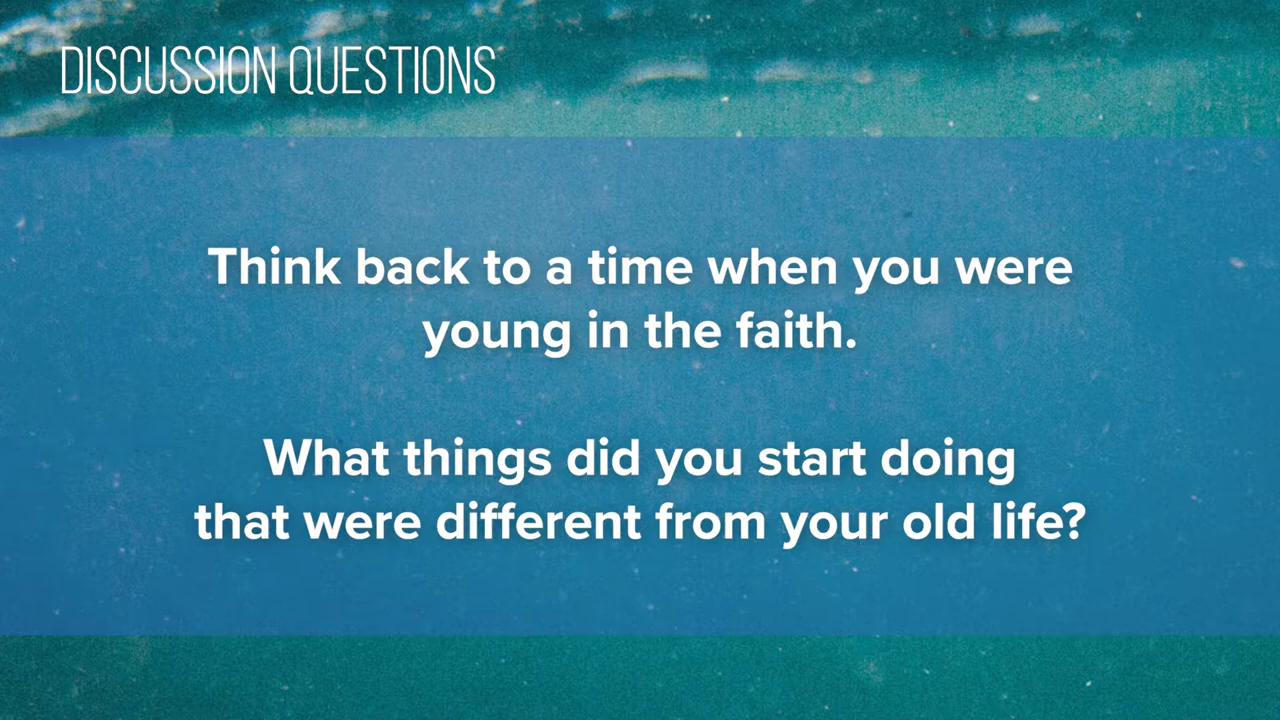 DISCUSSION QUESTIONS
Think back to a time when you were
young in the faith.
What things did you start doing
that were different from your old life?